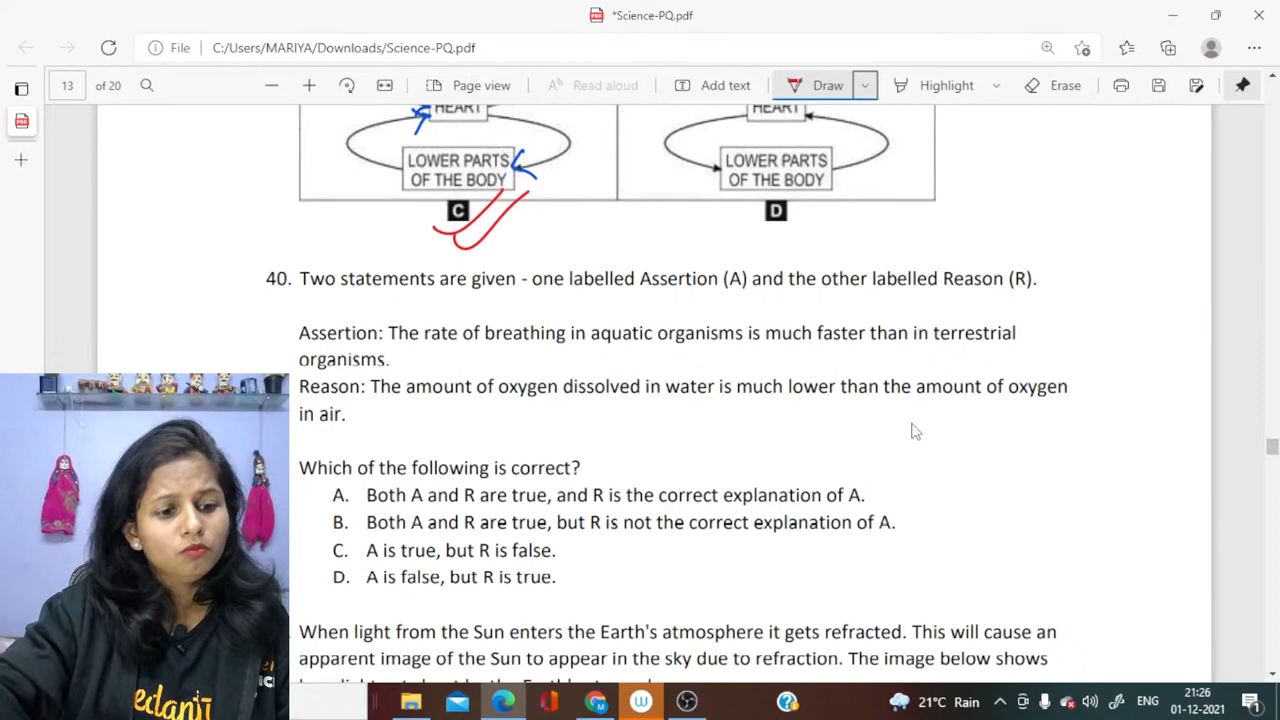 *Science-PQ.pdf
File C:/Users/MARIYA/Downloads/Science-PQ.pdf
13 of 20 Page view Read aloud Add text Draw Highlight Erase
HEART HEART
LOWER PARTS LOWER PARTS
OF THE BODY OF THE BODY
C D
40. Two statements are given - one labelled Assertion (A) and the other labelled Reason (R).
Assertion: The rate of breathing in aquatic organisms is much faster than in terrestrial
organisms.
Reason: The amount of oxygen dissolved in water is much lower than the amount of oxygen
in air.
Which of the following is correct?
A. Both A and R are true, and R is the correct explanation of A.
B. Both A and R are true, but R is not the correct explanation of A.
C. A is true, but R is false.
D. A is false, but R is true.
When light from the Sun enters the Earth's atmosphere it gets refracted. This will cause an
apparent image of the Sun to appear in the sky due to refraction. The image below shows
21°C Rain ENG 21:26
01-12-2021